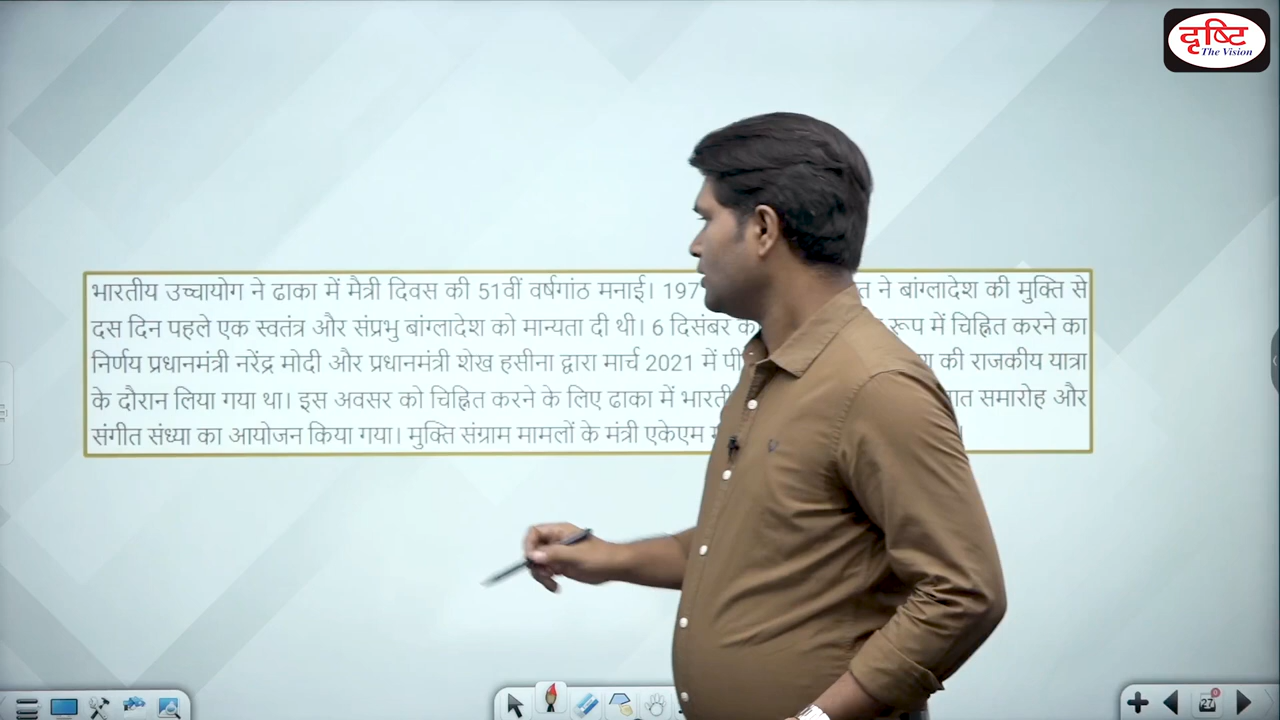 दृष्टि
The Vision
भारतीय उच्चायोग ने ढाका में मैत्री दिवस की 51वीं वर्षगांठ मनाई। 197 ने बांग्लादेश की मुक्ति से
दस दिन पहले एक स्वतंत्र और संप्रभु बांग्लादेश को मान्यता दी थी। 6 दिसंबर रूप में चिह्नित करने का
निर्णय प्रधानमंत्री नरेंद्र मोदी और प्रधानमंत्री शेख हसीना द्वारा मार्च 2021 में की राजकीय यात्रा
के दौरान लिया गया था। इस अवसर को चिह्नित करने के लिए ढाका में समारोह और
संगीत संध्या का आयोजन किया गया। मुक्ति संग्राम मामलों के मंत्री एकेएम
27